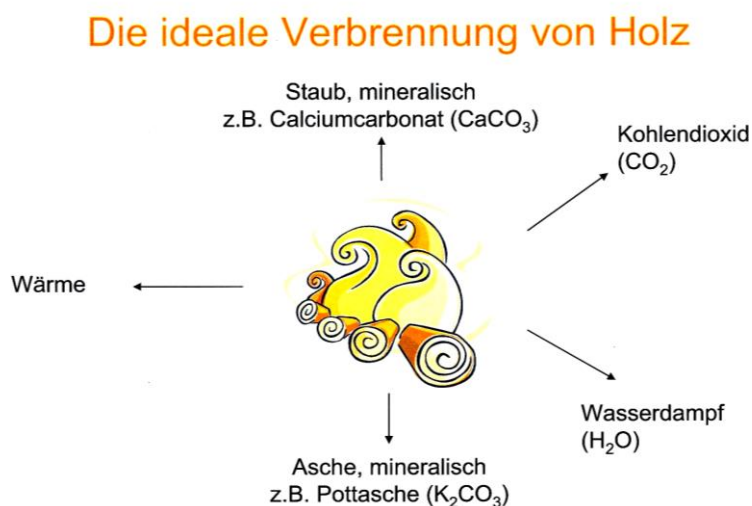 Die ideale Verbrennung von Holz
Staub, mineralisch
z.B. Calciumcarbonat (CaCO₃)
Kohlendioxid
(CO₂)
Wärme
Wasserdampf
(H₂O)
Asche, mineralisch
z.B. Pottasche (K₂CO₃)